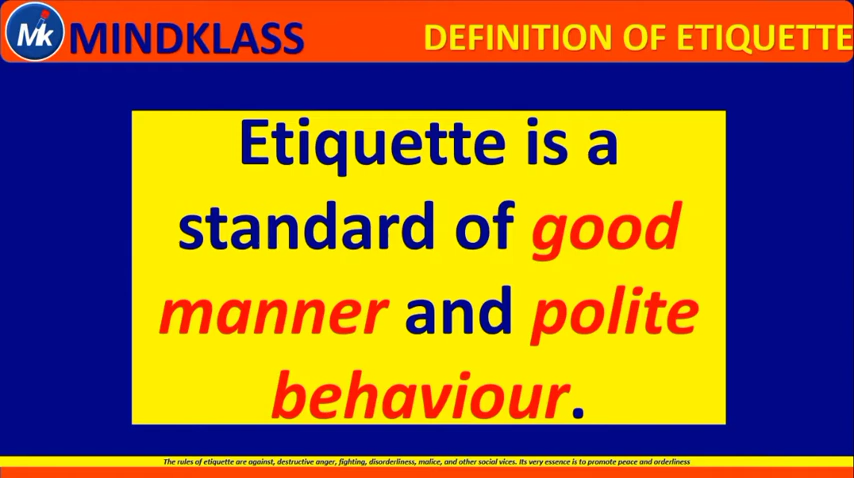 Mk MINDKLASS
DEFINITION OF ETIQUETTE
Etiquette is a
standard of good
manner and polite
behaviour.
The rules of etiquette are against, destructive anger, fighting, disorderliness, malice, and other social vices. Its very essence is to promote peace and orderliness